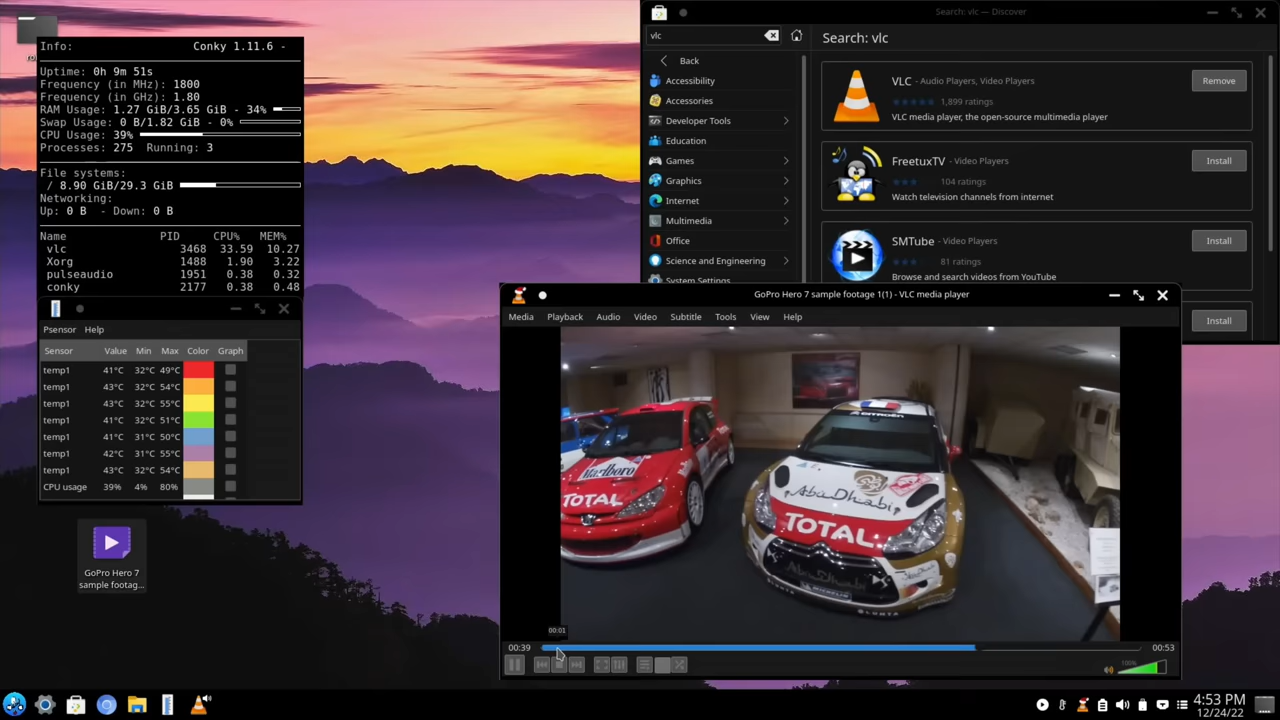 Info: Conky 1.11.6 -
Uptime: 0h 9m 51s
Frequency (in MHz): 1800
Frequency (in GHz): 1.80
RAM Usage: 1.27 GiB/3.65 GiB - 34%
Swap Usage: 0 B/1.82 GiB - 0%
CPU Usage: 39%
Processes: 275 Running: 3
File systems:
/ 8.90 GiB/29.3 GiB
Networking:
Up: 0 B - Down: 0 B
Name PID CPU% MEM%
vlc 3468 33.59 10.27
Xorg 1488 1.90 3.22
pulseaudio 1951 0.38 0.32
conky 2177 0.38 0.48
Psensor Help
Sensor Value Min Max Color Graph
temp1 41°C 32°C 49°C
temp1 43°C 32°C 54°C
temp1 43°C 32°C 55°C
temp1 41°C 32°C 51°C
temp1 41°C 31°C 50°C
temp1 42°C 31°C 55°C
temp1 43°C 32°C 54°C
CPU usage 39% 4% 80%
GoPro Hero 7
sample footag...
Search: vlc — Discover
vlc
Back
Accessibility
Accessories
Developer Tools
Education
Games
Graphics
Internet
Multimedia
Office
Science and Engineering
System Settings
Search: vlc
VLC - Audio Players, Video Players
1,899 ratings
VLC media player, the open-source multimedia player
Remove
FreetuxTV - Video Players
104 ratings
Watch television channels from internet
Install
SMTube - Video Players
81 ratings
Browse and search videos from YouTube
Install
Install
GoPro Hero 7 sample footage 1(1) - VLC media player
Media Playback Audio Video Subtitle Tools View Help
CITROËN
Marlboro
TOTAL
Abu Dhabi
TOTAL
Abu Dhabi
00:01
00:39 00:53
100%
4:53 PM
12/24/22